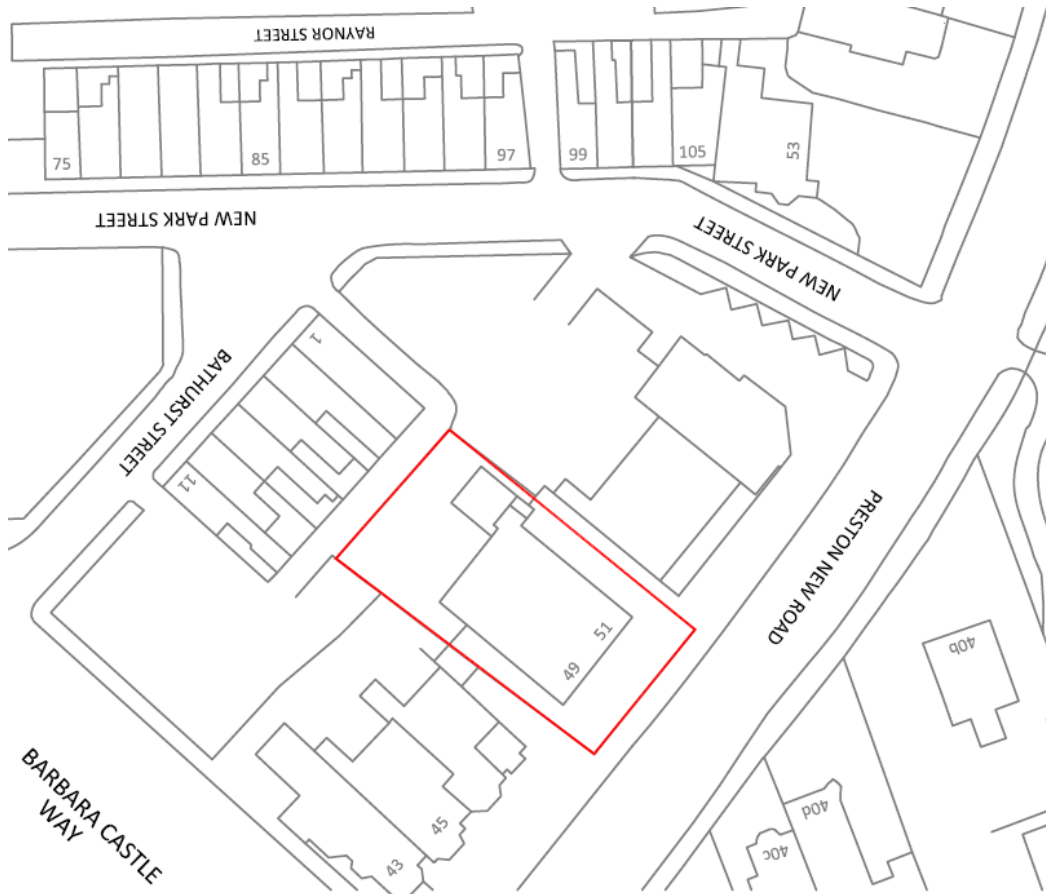 RAYNOR STREET
75
85
97
99
105
53
NEW PARK STREET
NEW PARK STREET
1
BATHURST STREET
11
PRESTON NEW ROAD
51
49
40b
BARBARA CASTLE
WAY
45
43
40d
40c